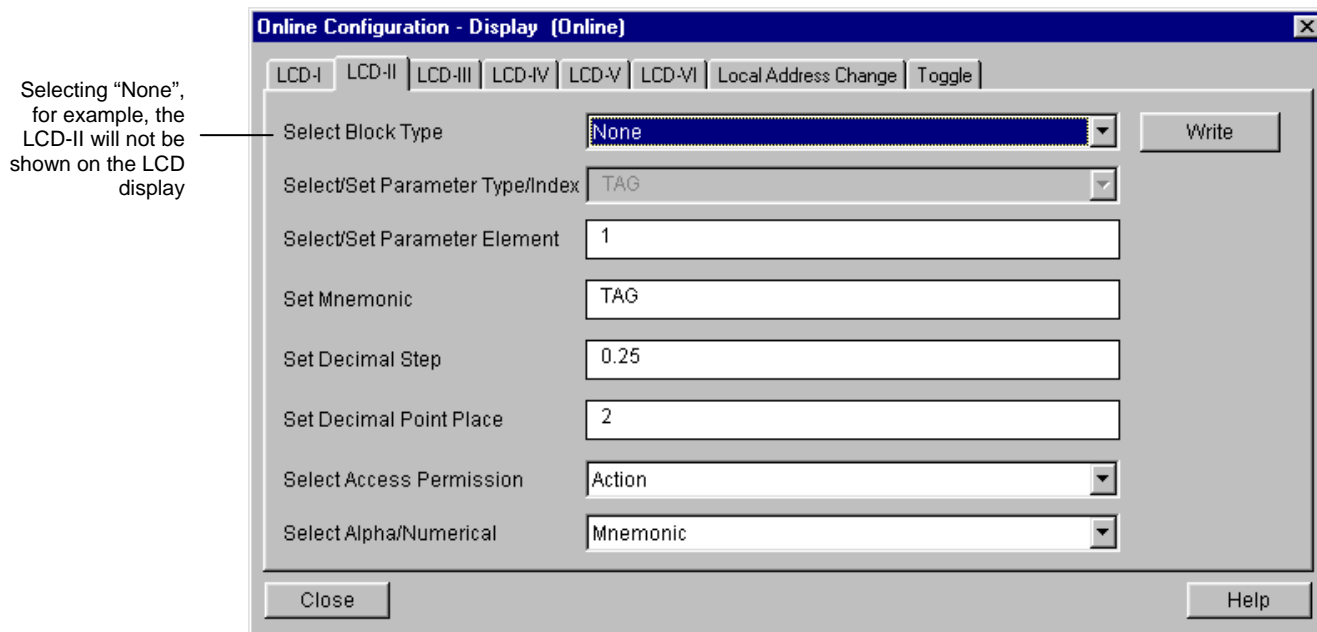 Online Configuration - Display (Online)
LCD-I LCD-II LCD-III LCD-IV LCD-V LCD-VI Local Address Change Toggle
Selecting “None”,
for example, the
LCD-II will not be
shown on the LCD
display
Select Block Type None Write
Select/Set Parameter Type/Index TAG
Select/Set Parameter Element 1
Set Mnemonic TAG
Set Decimal Step 0.25
Set Decimal Point Place 2
Select Access Permission Action
Select Alpha/Numerical Mnemonic
Close Help